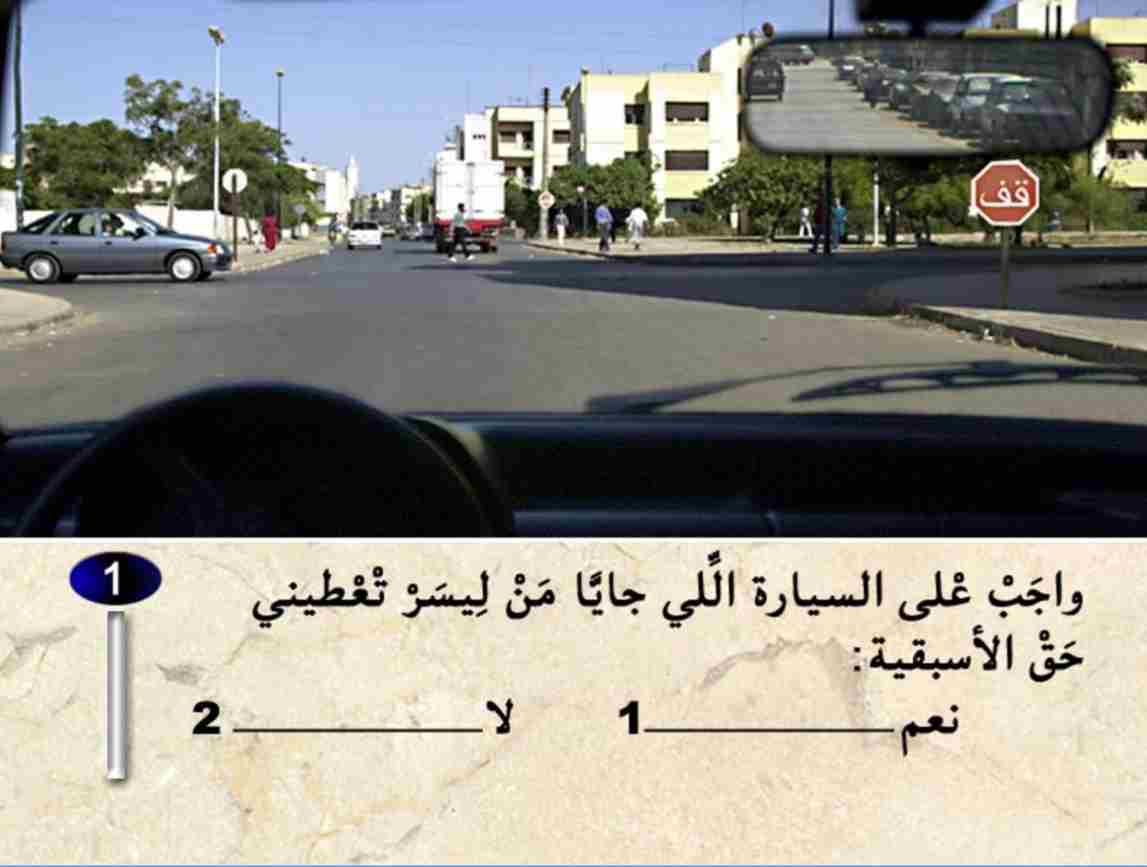 قف
1
واجَبْ عْلى السيارة الَّلي جايَّا مَنْ لِيسَرْ تْعْطيني
حَقْ الأسبقية:
نعم 1 لا 2